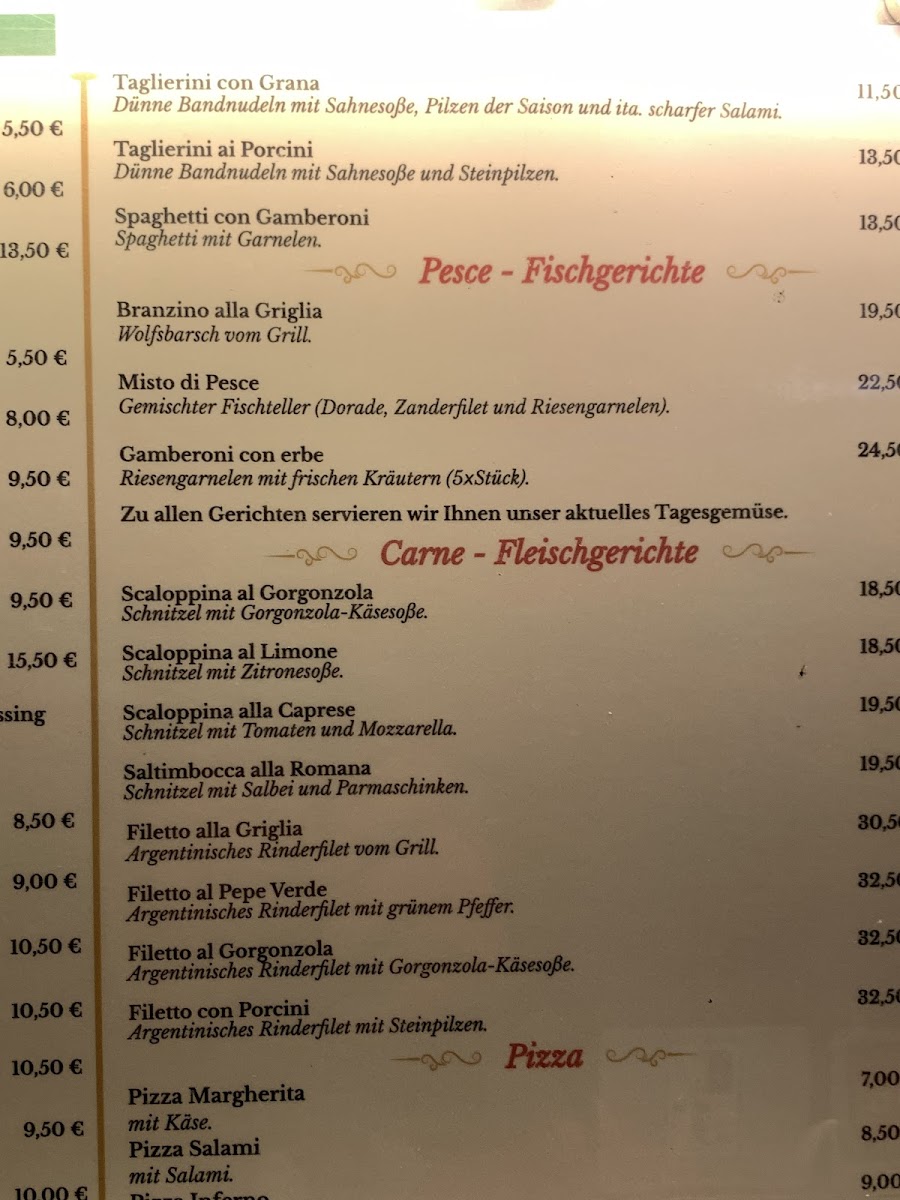 5,50 €
6,00 €
13,50 €
5,50 €
8,00 €
9,50 €
9,50 €
9,50 €
15,50 €
ssing
8,50 €
9,00 €
10,50 €
10,50 €
10,50 €
9,50 €
10,00 €
Taglierini con Grana 11,50
Dünne Bandnudeln mit Sahnesoße, Pilzen der Saison und ita. scharfer Salami.
Taglierini ai Porcini 13,50
Dünne Bandnudeln mit Sahnesoße und Steinpilzen.
Spaghetti con Gamberoni 13,50
Spaghetti mit Garnelen.
Pesce - Fischgerichte
Branzino alla Griglia 19,50
Wolfsbarsch vom Grill.
Misto di Pesce 22,50
Gemischter Fischteller (Dorade, Zanderfilet und Riesengarnelen).
Gamberoni con erbe 24,50
Riesengarnelen mit frischen Kräutern (5xStück).
Zu allen Gerichten servieren wir Ihnen unser aktuelles Tagesgemüse.
Carne - Fleischgerichte
Scaloppina al Gorgonzola 18,50
Schnitzel mit Gorgonzola-Käsesoße.
Scaloppina al Limone 18,50
Schnitzel mit Zitronesoße.
Scaloppina alla Caprese 19,50
Schnitzel mit Tomaten und Mozzarella.
Saltimbocca alla Romana 19,50
Schnitzel mit Salbei und Parmaschinken.
Filetto alla Griglia 30,50
Argentinisches Rinderfilet vom Grill.
Filetto al Pepe Verde 32,50
Argentinisches Rinderfilet mit grünem Pfeffer.
Filetto al Gorgonzola 32,50
Argentinisches Rinderfilet mit Gorgonzola-Käsesoße.
Filetto con Porcini 32,50
Argentinisches Rinderfilet mit Steinpilzen.
Pizza
Pizza Margherita 7,00
mit Käse.
Pizza Salami 8,50
mit Salami.
Pizza Inferno 9,00